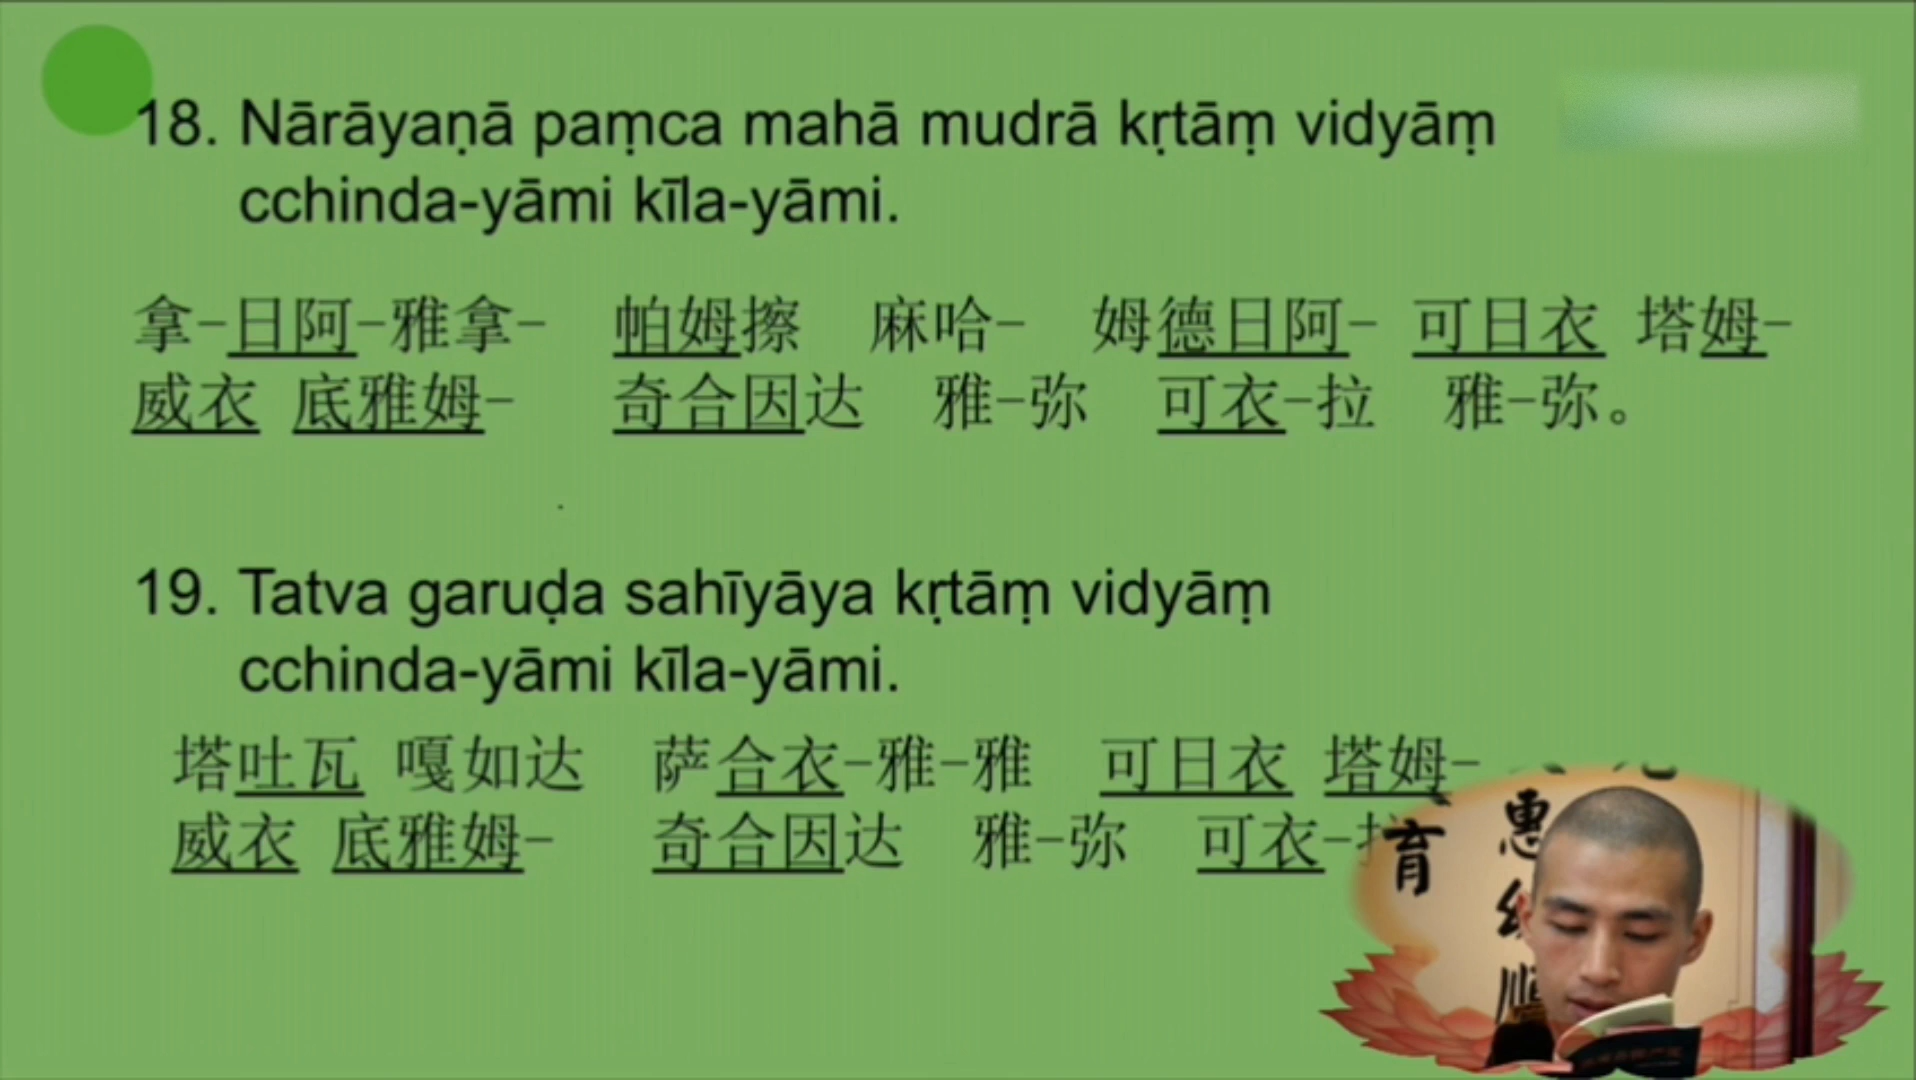 18. Nārāyaṇā paṃca mahā mudrā kṛtāṃ vidyāṃ
cchinda-yāmi kīla-yāmi.
拿-日阿-雅拿- 帕姆擦 麻哈- 姆德日阿- 可日衣 塔姆-
威衣 底雅姆- 奇合因达 雅-弥 可衣-拉 雅-弥。
19. Tatva garuḍa sahīyāya kṛtāṃ vidyāṃ
cchinda-yāmi kīla-yāmi.
塔吐瓦 嘎如达 萨合衣-雅-雅 可日衣 塔姆-
威衣 底雅姆- 奇合因达 雅-弥 可衣-
育
惠
顺